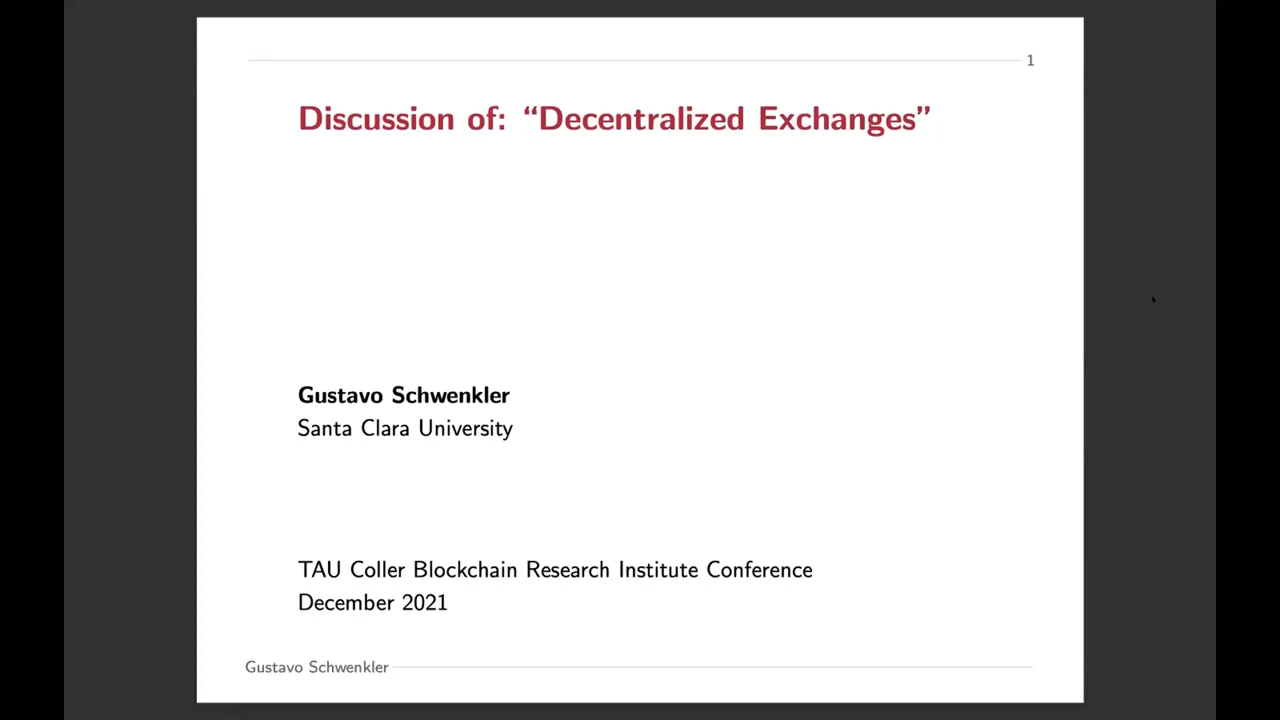 1
Discussion of: “Decentralized Exchanges”
Gustavo Schwenkler
Santa Clara University
TAU Coller Blockchain Research Institute Conference
December 2021
Gustavo Schwenkler